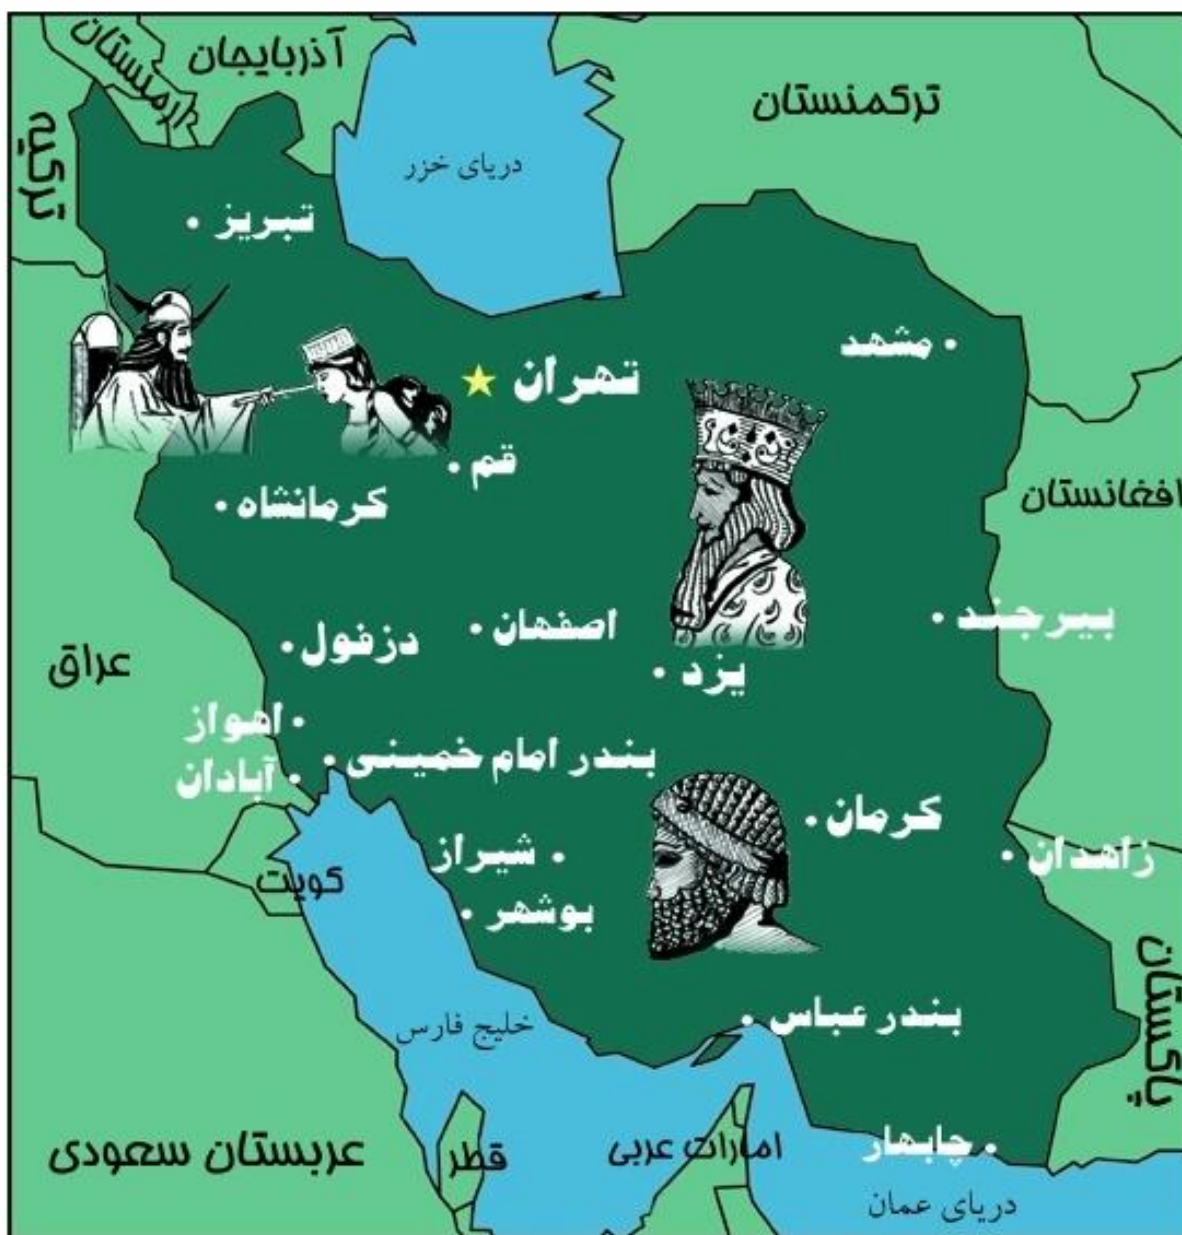 آذربایجان
ارمنستان
ترکیه
ترکمنستان
دریای خزر
تبریز
مشهد
تهران
قم
کرمانشاه
افغانستان
بیرجند
اصفهان
دزفول
عراق
یزد
اهواز
بندر امام خمینی
آبادان
کرمان
زاهدان
شیراز
کویت
بوشهر
پاکستان
بندر عباس
خلیج فارس
چابهار
امارات عربی
قطر
عربستان سعودی
دریای عمان